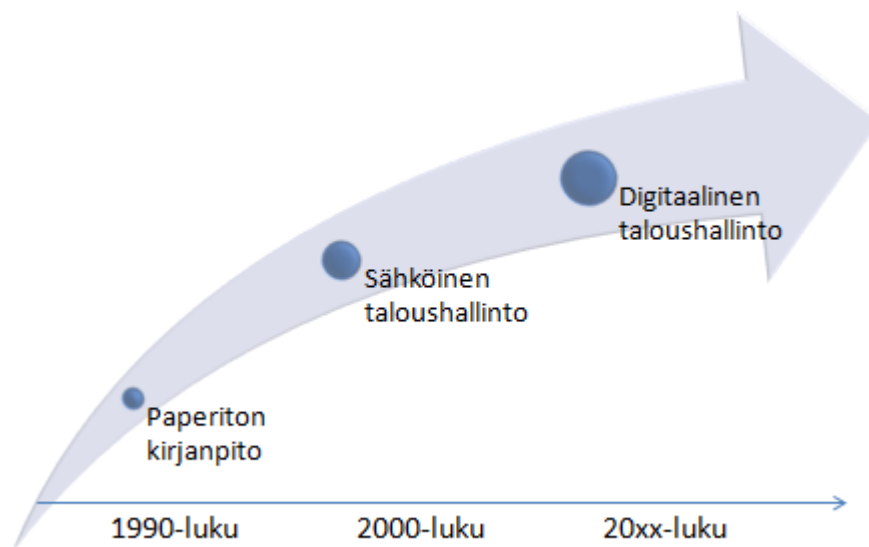 Digitaalinen
taloushallinto
Sähköinen
taloushallinto
Paperiton
kirjanpito
1990-luku
2000-luku
20xx-luku